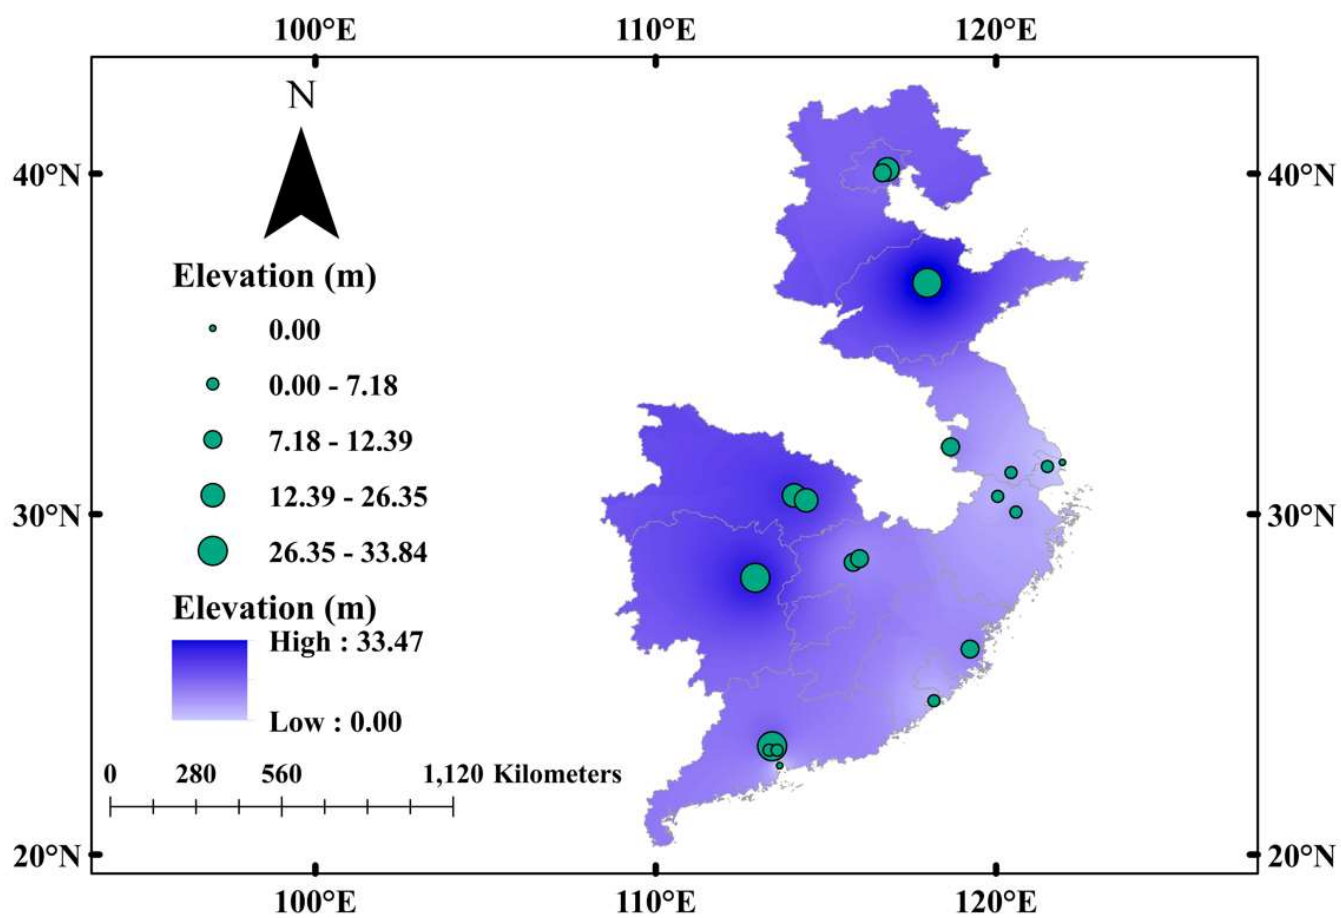 100°E 110°E 120°E
N
40°N 40°N
Elevation (m)
0.00
0.00 - 7.18
7.18 - 12.39
12.39 - 26.35
26.35 - 33.84
30°N 30°N
Elevation (m)
High : 33.47
Low : 0.00
0 280 560 1,120 Kilometers
20°N 20°N
100°E 110°E 120°E